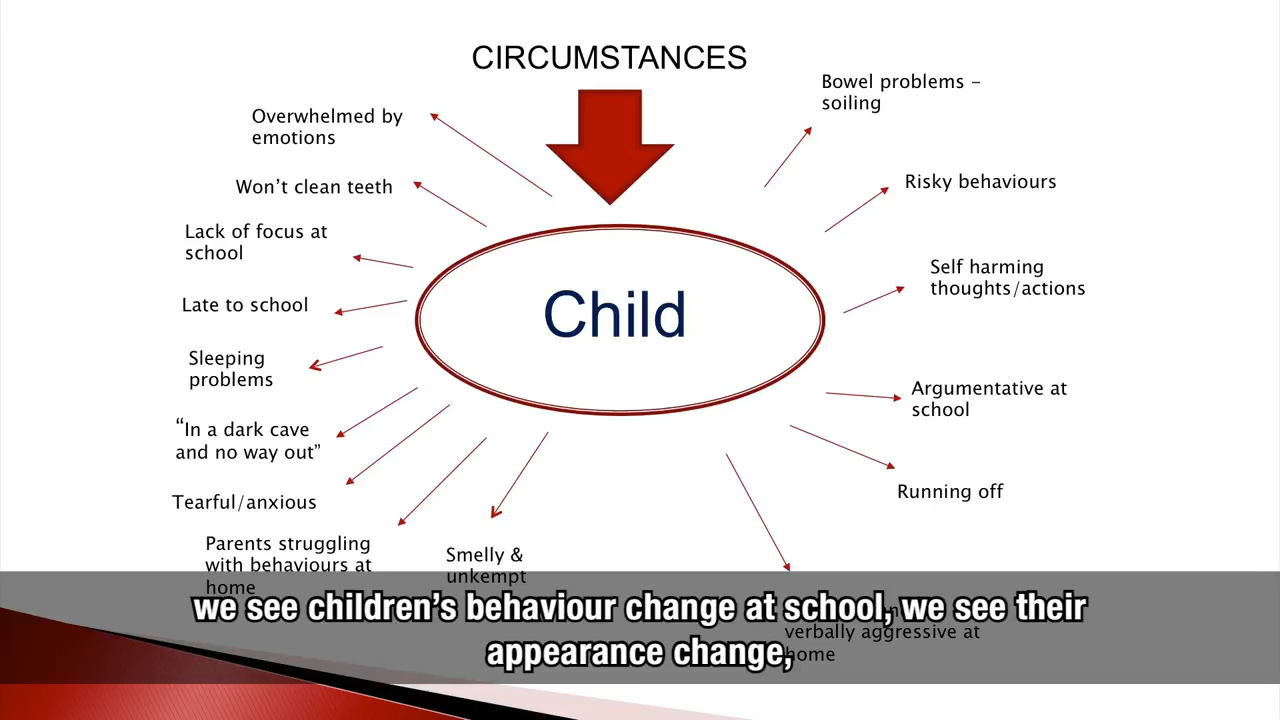 CIRCUMSTANCES
Bowel problems –
soiling
Overwhelmed by
emotions
Won’t clean teeth
Risky behaviours
Lack of focus at
school
Self harming
thoughts/actions
Late to school
Child
Sleeping
problems
Argumentative at
school
“In a dark cave
and no way out”
Tearful/anxious
Running off
Parents struggling
with behaviours at
home
Smelly &
unkempt
verbally aggressive at
home
we see children’s behaviour change at school, we see their
appearance change,